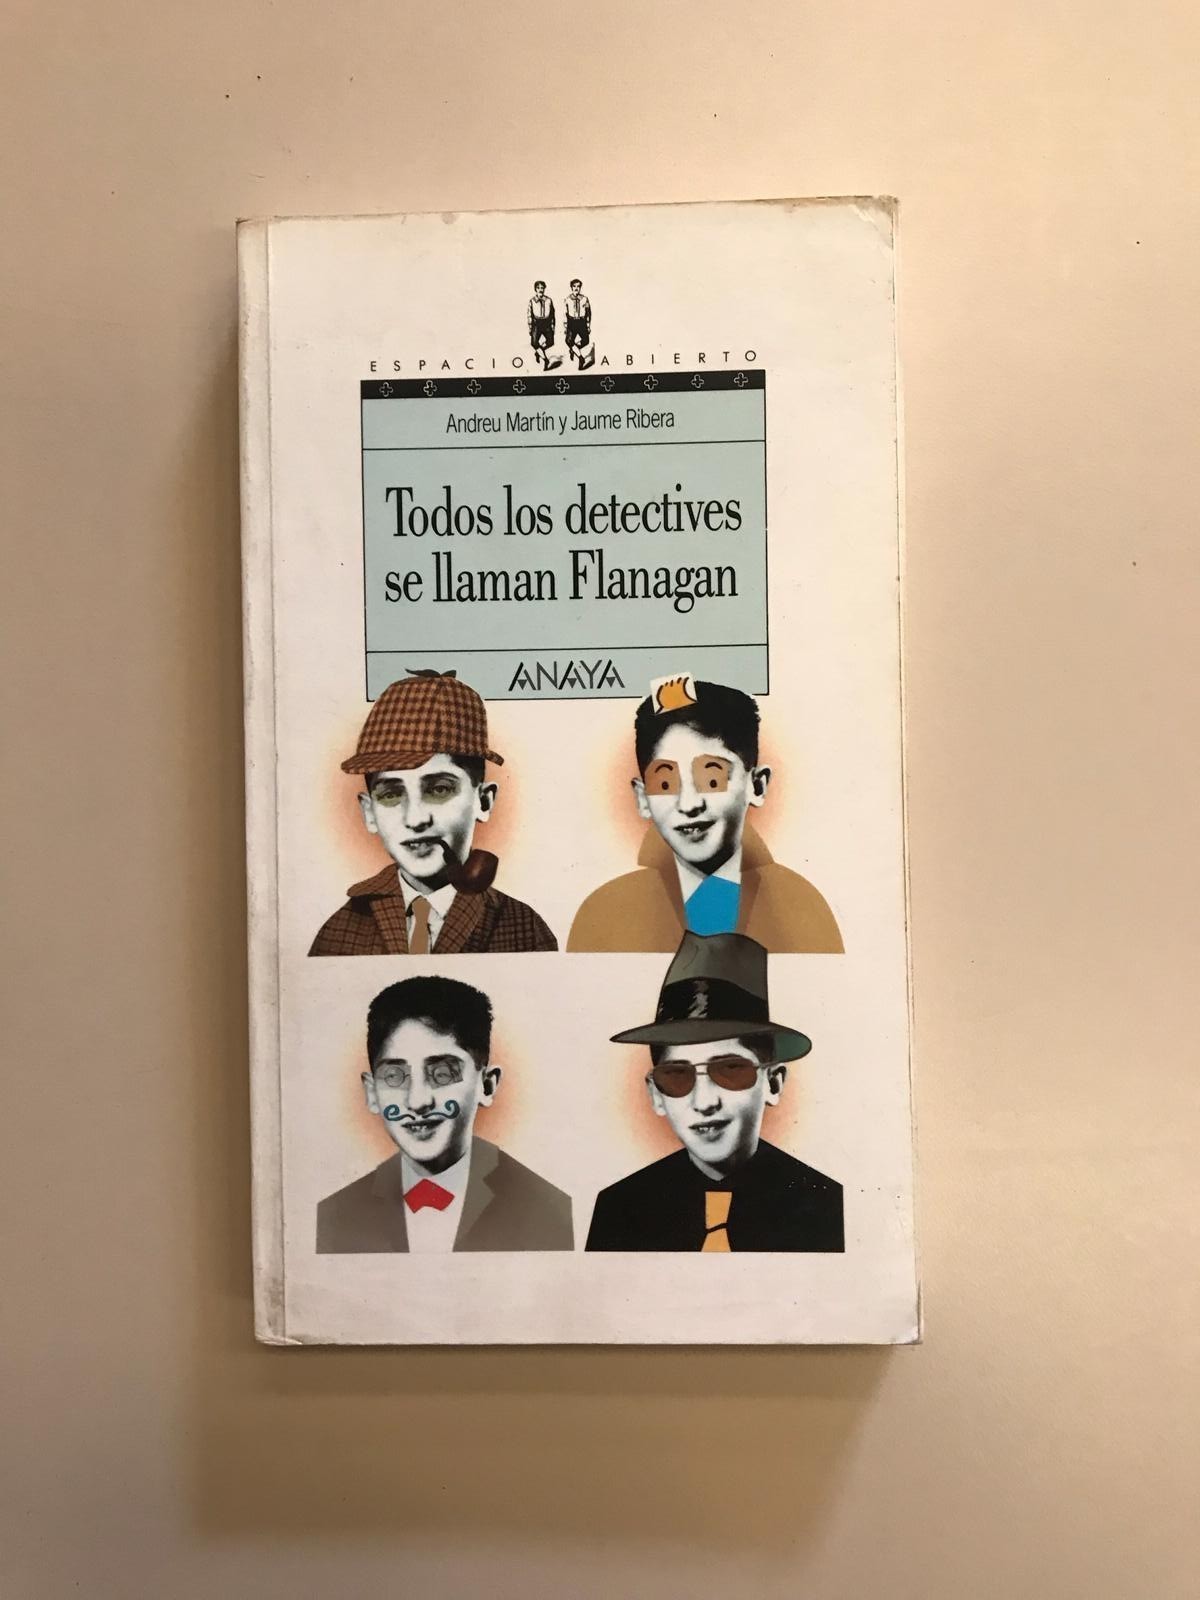 ESPACIO ABIERTO
Andreu Martín y Jaume Ribera
Todos los detectives
se llaman Flanagan
ANAYA